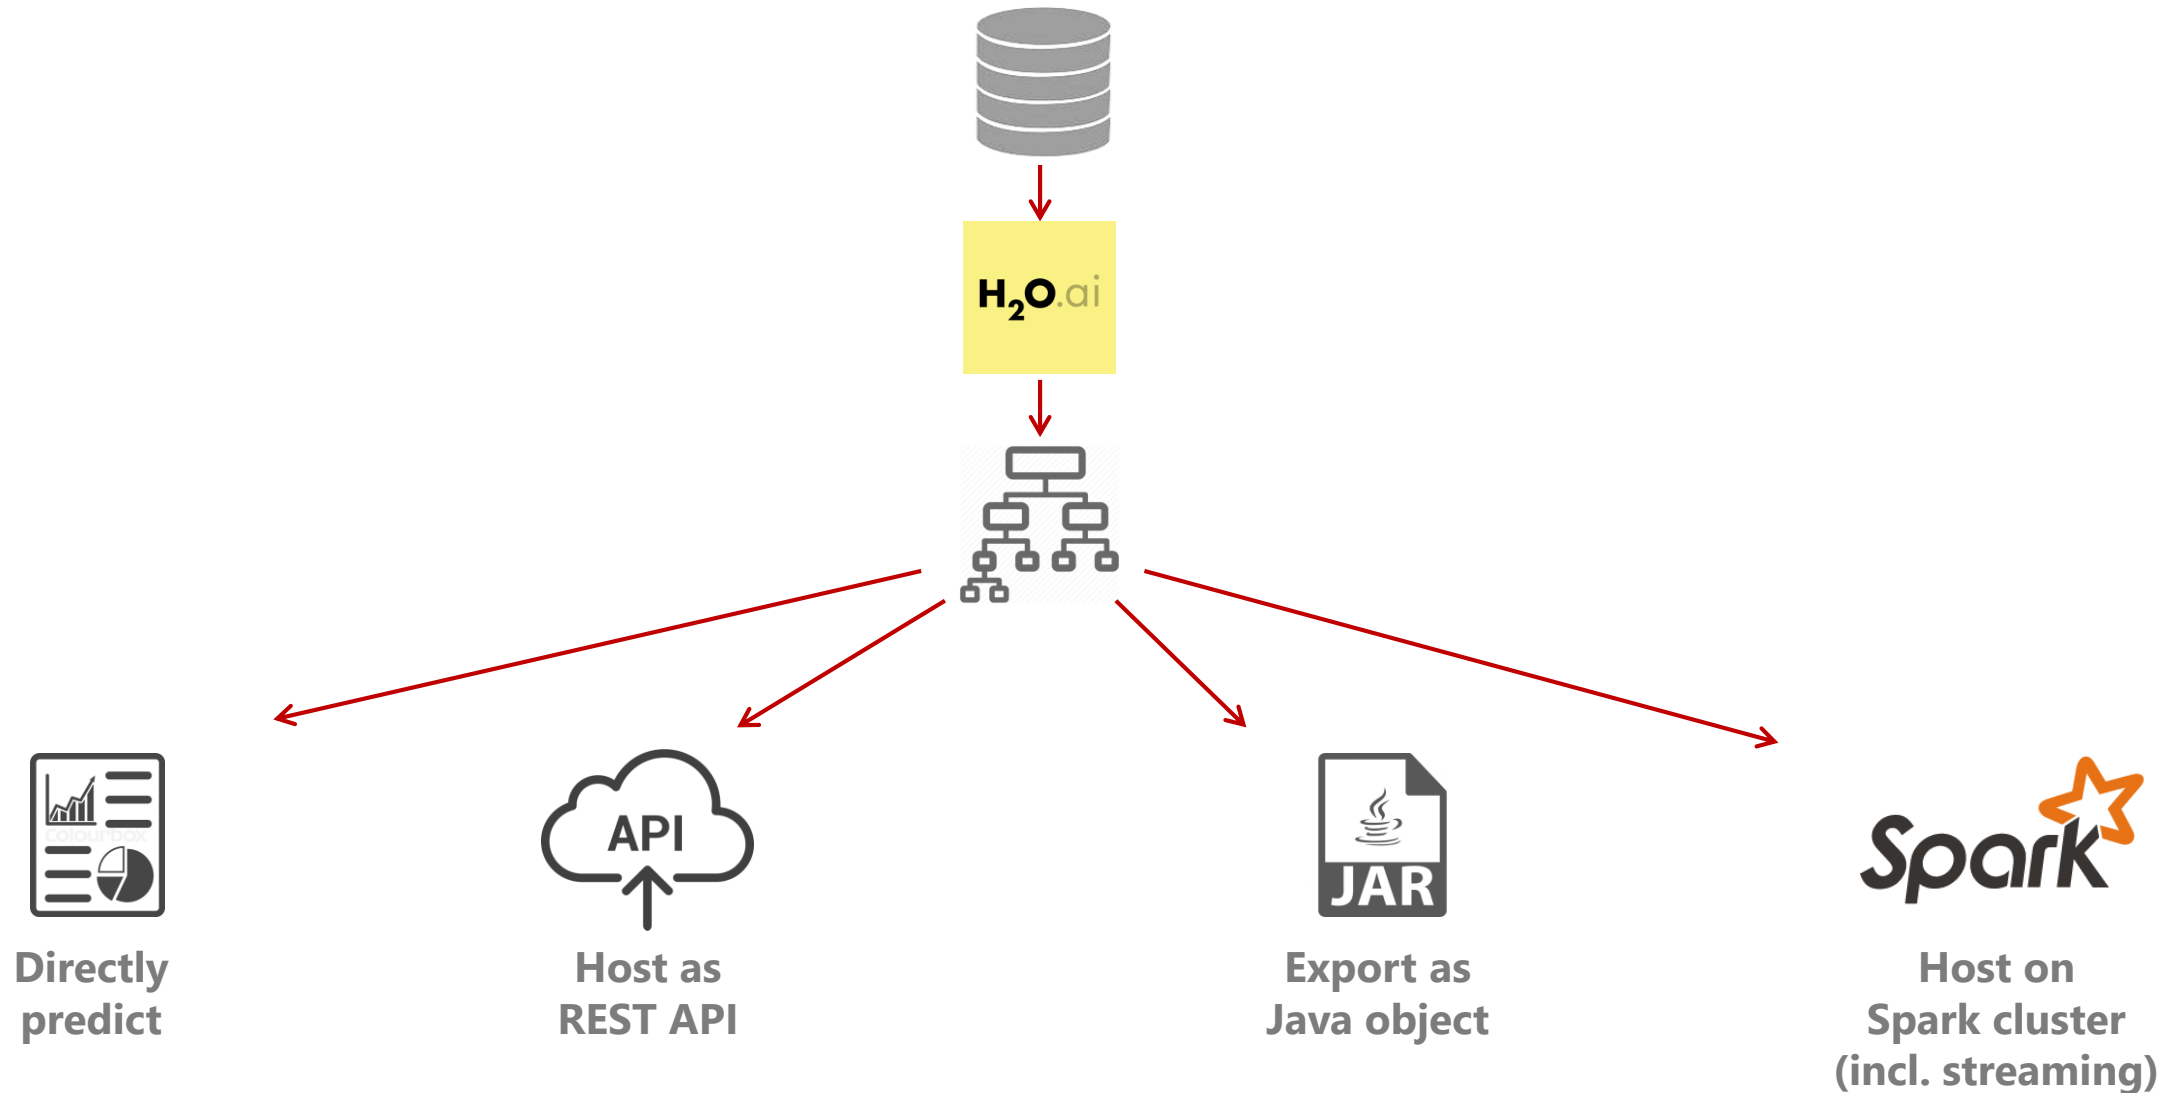 H2O.ai
API
JAR
Spark
Colourbox
Directly
predict
Host as
REST API
Export as
Java object
Host on
Spark cluster
(incl. streaming)